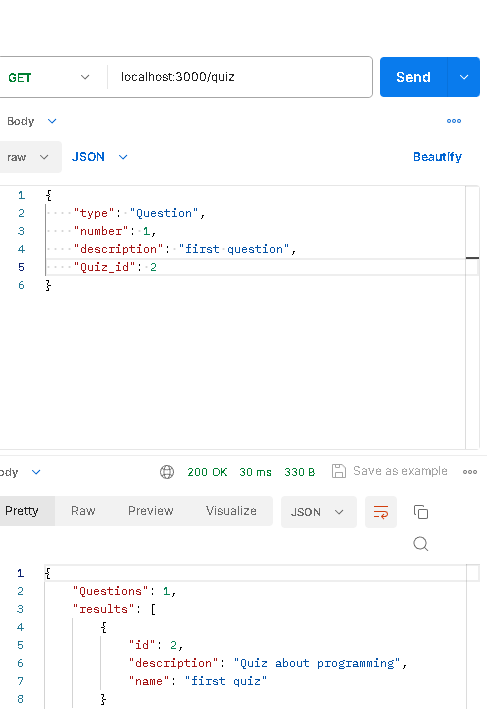 GET localhost:3000/quiz Send
Body
raw JSON Beautify
1 {
2 "type": "Question",
3 "number": 1,
4 "description": "first question",
5 "Quiz_id": 2
6 }
ody 200 OK 30 ms 330 B Save as example
Pretty Raw Preview Visualize JSON
1 {
2 "Questions": 1,
3 "results": [
4 {
5 "id": 2,
6 "description": "Quiz about programming",
7 "name": "first quiz"
8 }